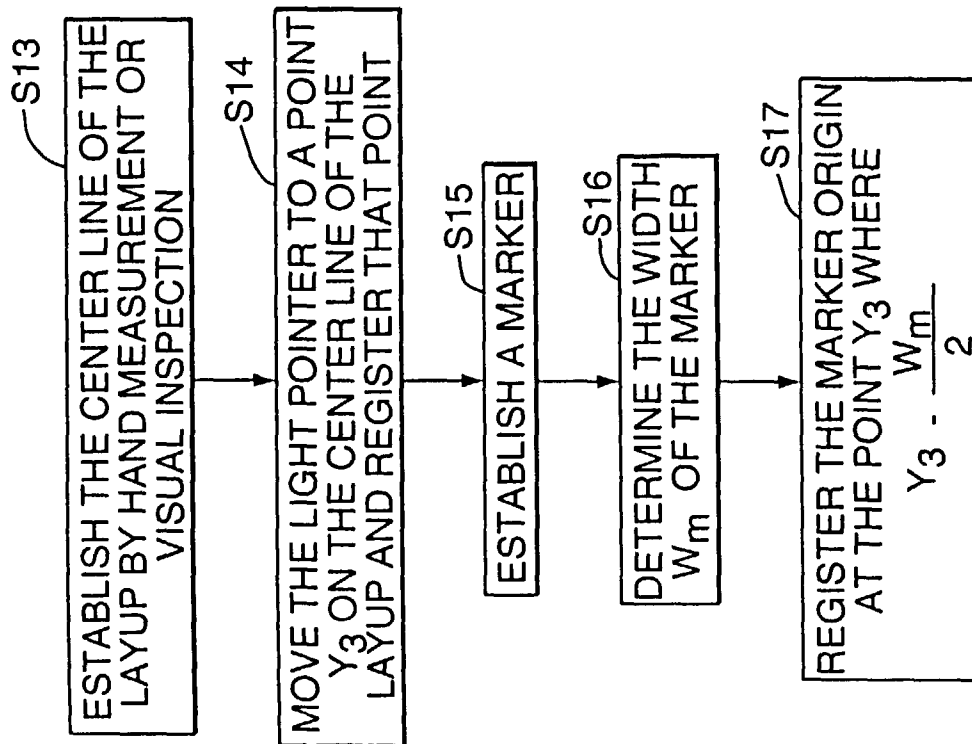 S13
ESTABLISH THE CENTER LINE OF THE
LAYUP BY HAND MEASUREMENT OR
VISUAL INSPECTION
S14
MOVE THE LIGHT POINTER TO A POINT
Y3 ON THE CENTER LINE OF THE
LAYUP AND REGISTER THAT POINT
S15
ESTABLISH A MARKER
S16
DETERMINE THE WIDTH
Wm OF THE MARKER
S17
REGISTER THE MARKER ORIGIN
AT THE POINT Y3 WHERE
Y3 - Wm
2